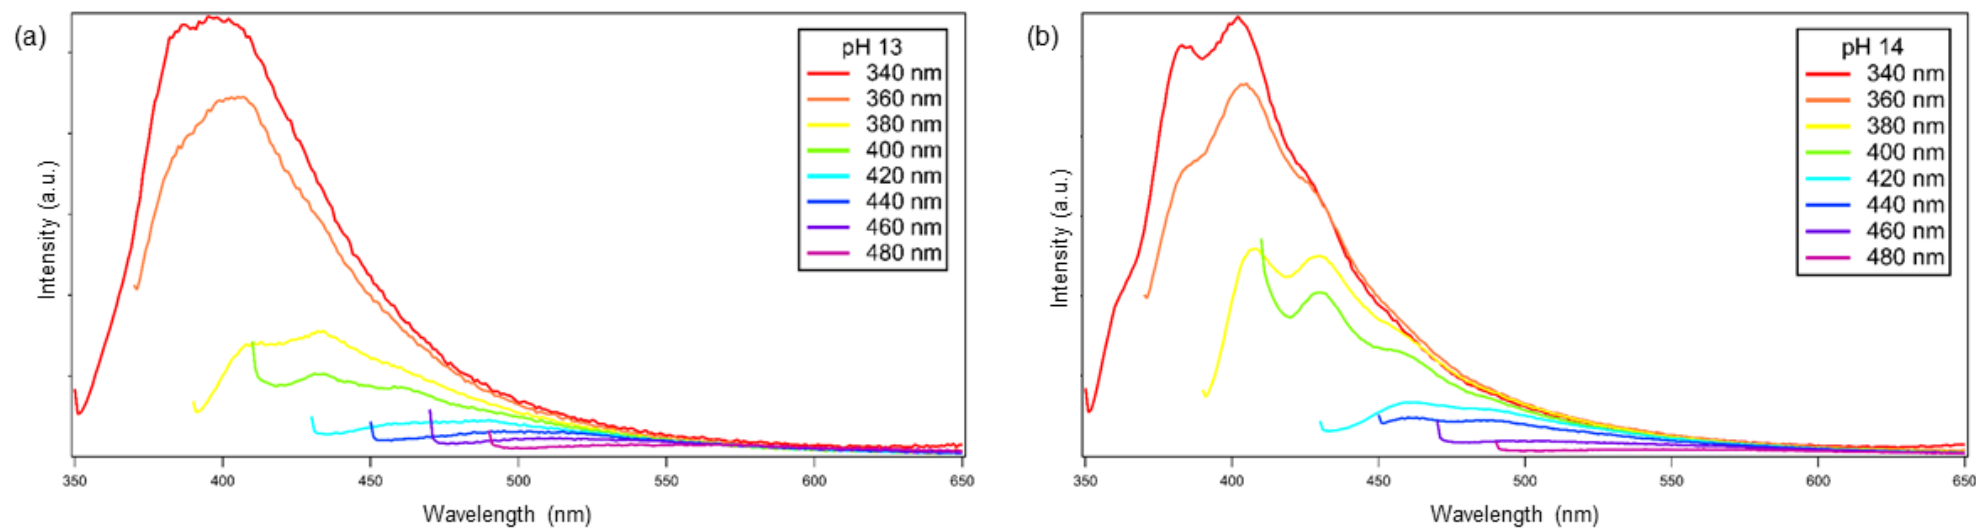 (a)
pH 13
340 nm
360 nm
380 nm
400 nm
420 nm
440 nm
460 nm
480 nm
Intensity (a.u.)
350 400 450 500 550 600 650
Wavelength (nm)
(b)
pH 14
340 nm
360 nm
380 nm
400 nm
420 nm
440 nm
460 nm
480 nm
Intensity (a.u.)
350 400 450 500 550 600 650
Wavelength (nm)